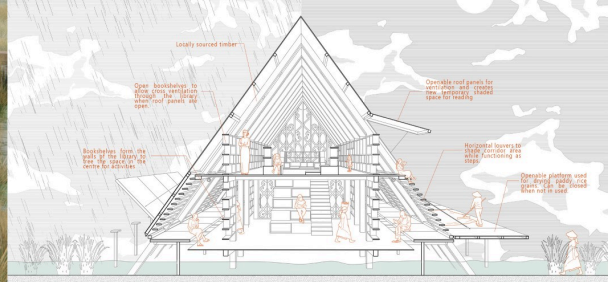 Locally sourced timber
Open bookshelves to
allow cross ventilation
through the library
when roof panels are
open.
Bookshelves form the
walls of the library to
free the space in the
centre for activities
Openable roof panels for
ventilation and creates
new temporary shaded
space for reading.
Horizontal louvers to
shade corridor area
while functioning as
steps.
Openable platform used
for drying paddy rice
grains. Can be closed
when not in used